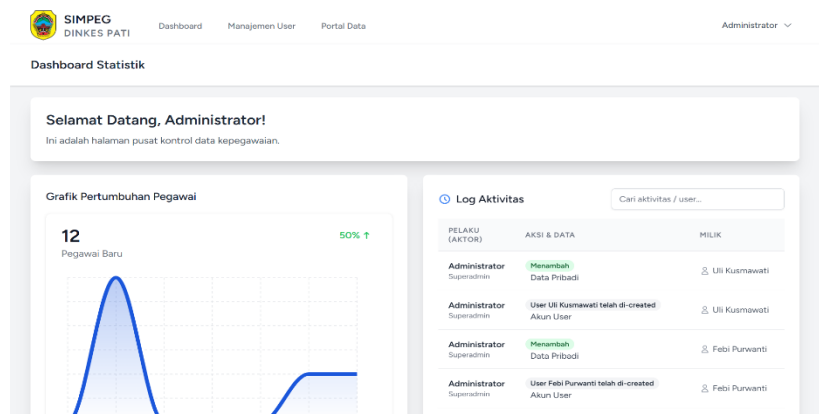 SIMPEG
DINKES PATI
Dashboard
Manajemen User
Portal Data
Administrator
Dashboard Statistik
Selamat Datang, Administrator!
Ini adalah halaman pusat kontrol data kepegawaian.
Grafik Pertumbuhan Pegawai
12
50% ↑
Pegawai Baru
Log Aktivitas
Cari aktivitas / user...
PELAKU (AKTOR)
AKSI & DATA
MILIK
Administrator
Superadmin
Menambah
Data Pribadi
Uli Kusmawati
Administrator
Superadmin
User Uli Kusmawati telah di-created
Akun User
Uli Kusmawati
Administrator
Superadmin
Menambah
Data Pribadi
Febi Purwanti
Administrator
Superadmin
User Febi Purwanti telah di-created
Akun User
Febi Purwanti